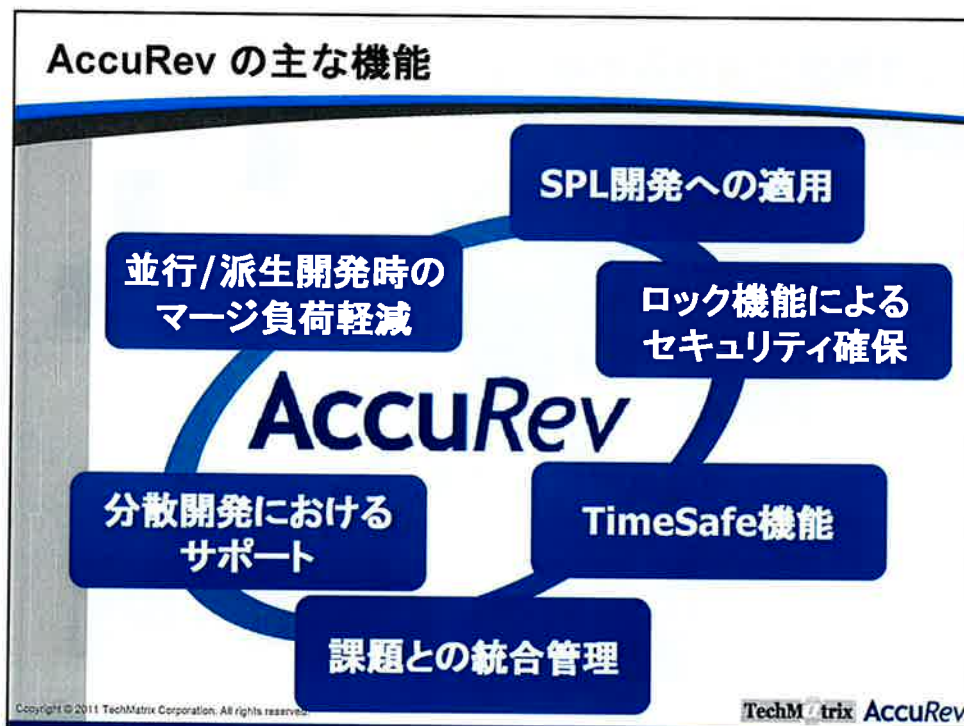 AccuRev の主な機能
SPL開発への適用
並行/派生開発時の
マージ負荷軽減
ロック機能による
セキュリティ確保
AccuRev
分散開発における
サポート
TimeSafe機能
課題との統合管理
Copyright © 2011 TechMatrix Corporation. All rights reserved.
TechMatrix AccuRev